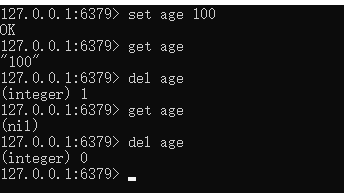 127.0.0.1:6379> set age 100
OK
127.0.0.1:6379> get age
"100"
127.0.0.1:6379> del age
(integer) 1
127.0.0.1:6379> get age
(nil)
127.0.0.1:6379> del age
(integer) 0
127.0.0.1:6379>